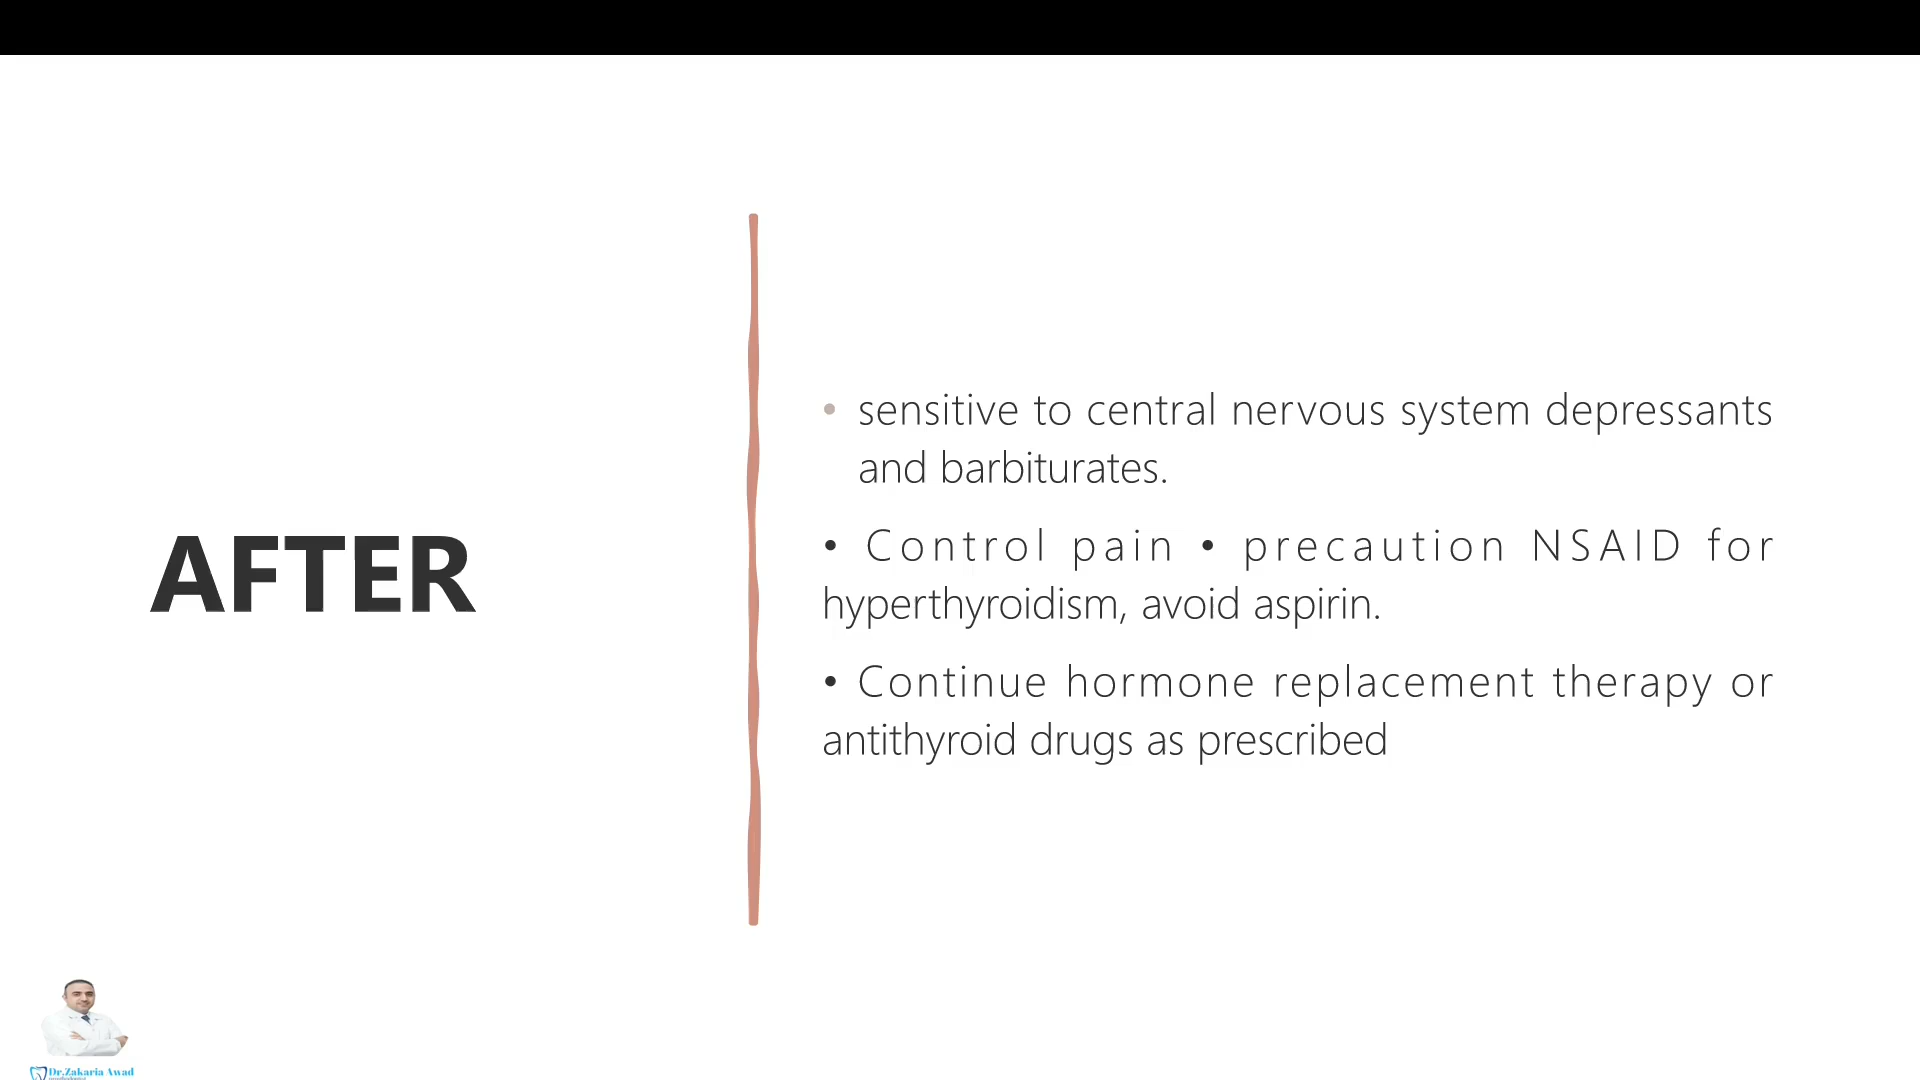 AFTER
• sensitive to central nervous system depressants
and barbiturates.
• Control pain • precaution NSAID for
hyperthyroidism, avoid aspirin.
• Continue hormone replacement therapy or
antithyroid drugs as prescribed
Dr.Zakaria Awad